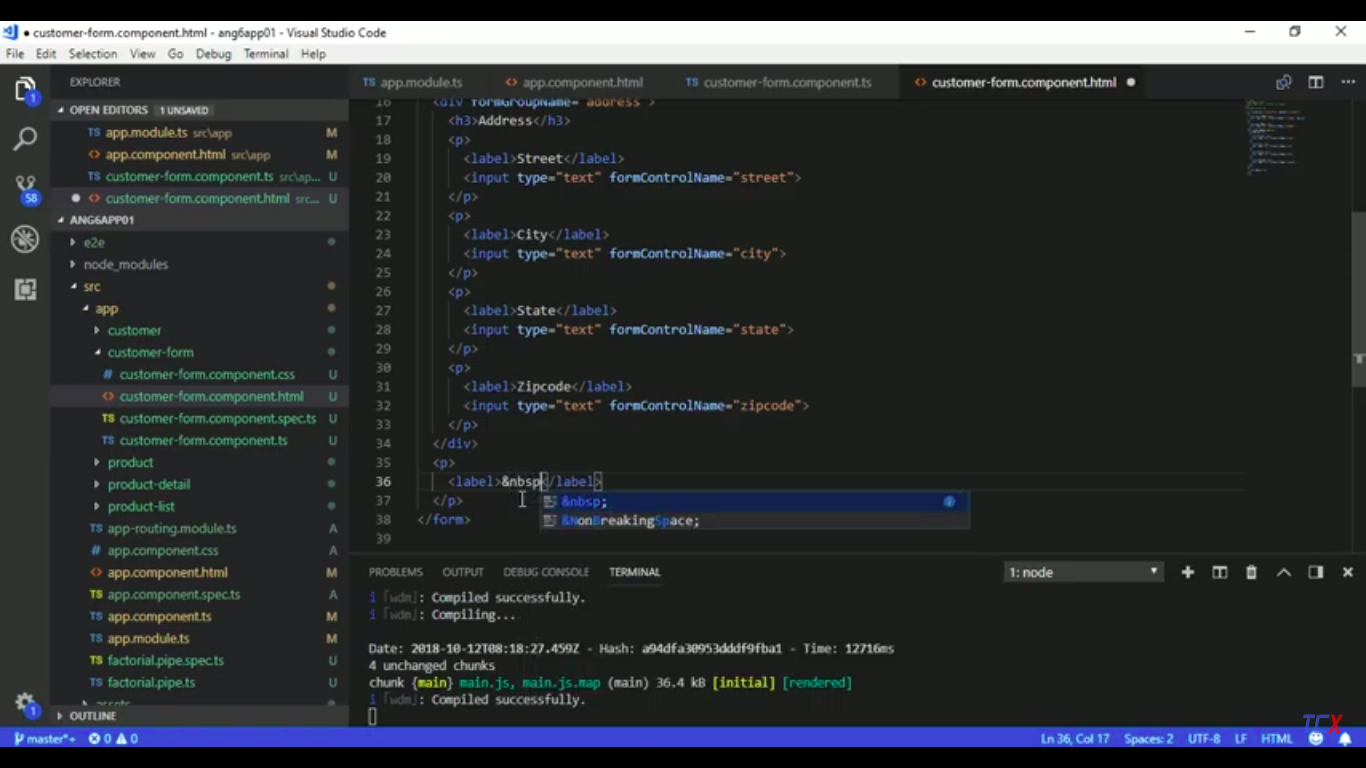 customer-form.component.html - ang6app01 - Visual Studio Code
File Edit Selection View Go Debug Terminal Help
EXPLORER
OPEN EDITORS 1 UNSAVED
TS app.module.ts src\app M
<> app.component.html src\app M
TS customer-form.component.ts src\ap... U
<> customer-form.component.html src... U
ANG6APP01
e2e
node_modules
src
app
customer
customer-form
# customer-form.component.css U
<> customer-form.component.html U
TS customer-form.component.spec.ts U
TS customer-form.component.ts U
product
product-detail
product-list
TS app-routing.module.ts A
# app.component.css A
<> app.component.html M
TS app.component.spec.ts A
TS app.component.ts M
TS app.module.ts M
TS factorial.pipe.spec.ts U
TS factorial.pipe.ts U
assets
OUTLINE
1
58
1
TS app.module.ts <> app.component.html TS customer-form.component.ts <> customer-form.component.html
16 <div formGroupName="address">
17 <h3>Address</h3>
18 <p>
19 <label>Street</label>
20 <input type="text" formControlName="street">
21 </p>
22 <p>
23 <label>City</label>
24 <input type="text" formControlName="city">
25 </p>
26 <p>
27 <label>State</label>
28 <input type="text" formControlName="state">
29 </p>
30 <p>
31 <label>Zipcode</label>
32 <input type="text" formControlName="zipcode">
33 </p>
34 </div>
35 <p>
36 <label>&nbsp</label>
37 </p>
38 </form>
39
&nbsp;
&NonBreakingSpace;
PROBLEMS OUTPUT DEBUG CONSOLE TERMINAL 1: node
i ｢wdm｣: Compiled successfully.
i ｢wdm｣: Compiling...
Date: 2018-10-12T08:18:27.459Z - Hash: a94dfa30953dddf9fba1 - Time: 12716ms
4 unchanged chunks
chunk {main} main.js, main.js.map (main) 36.4 kB [initial] [rendered]
i ｢wdm｣: Compiled successfully.
TCX
master*+ 0 0 Ln 36, Col 17 Spaces: 2 UTF-8 LF HTML